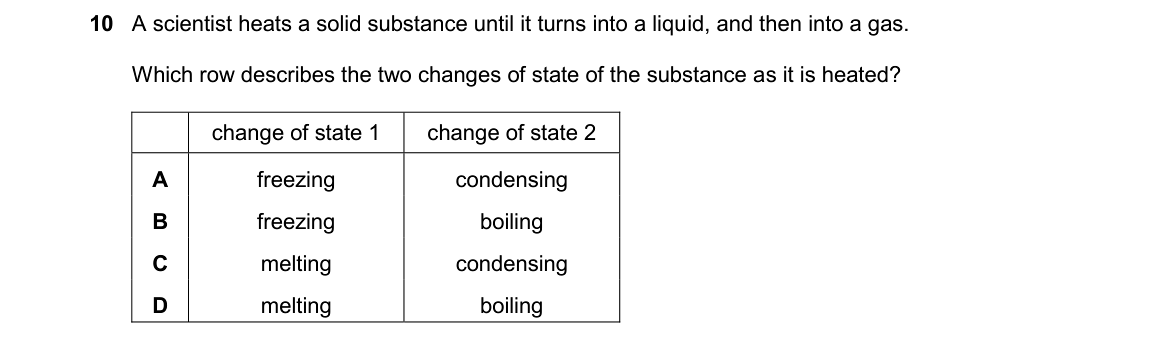 10 A scientist heats a solid substance until it turns into a liquid, and then into a gas.
Which row describes the two changes of state of the substance as it is heated?
change of state 1 change of state 2
A freezing condensing
B freezing boiling
C melting condensing
D melting boiling